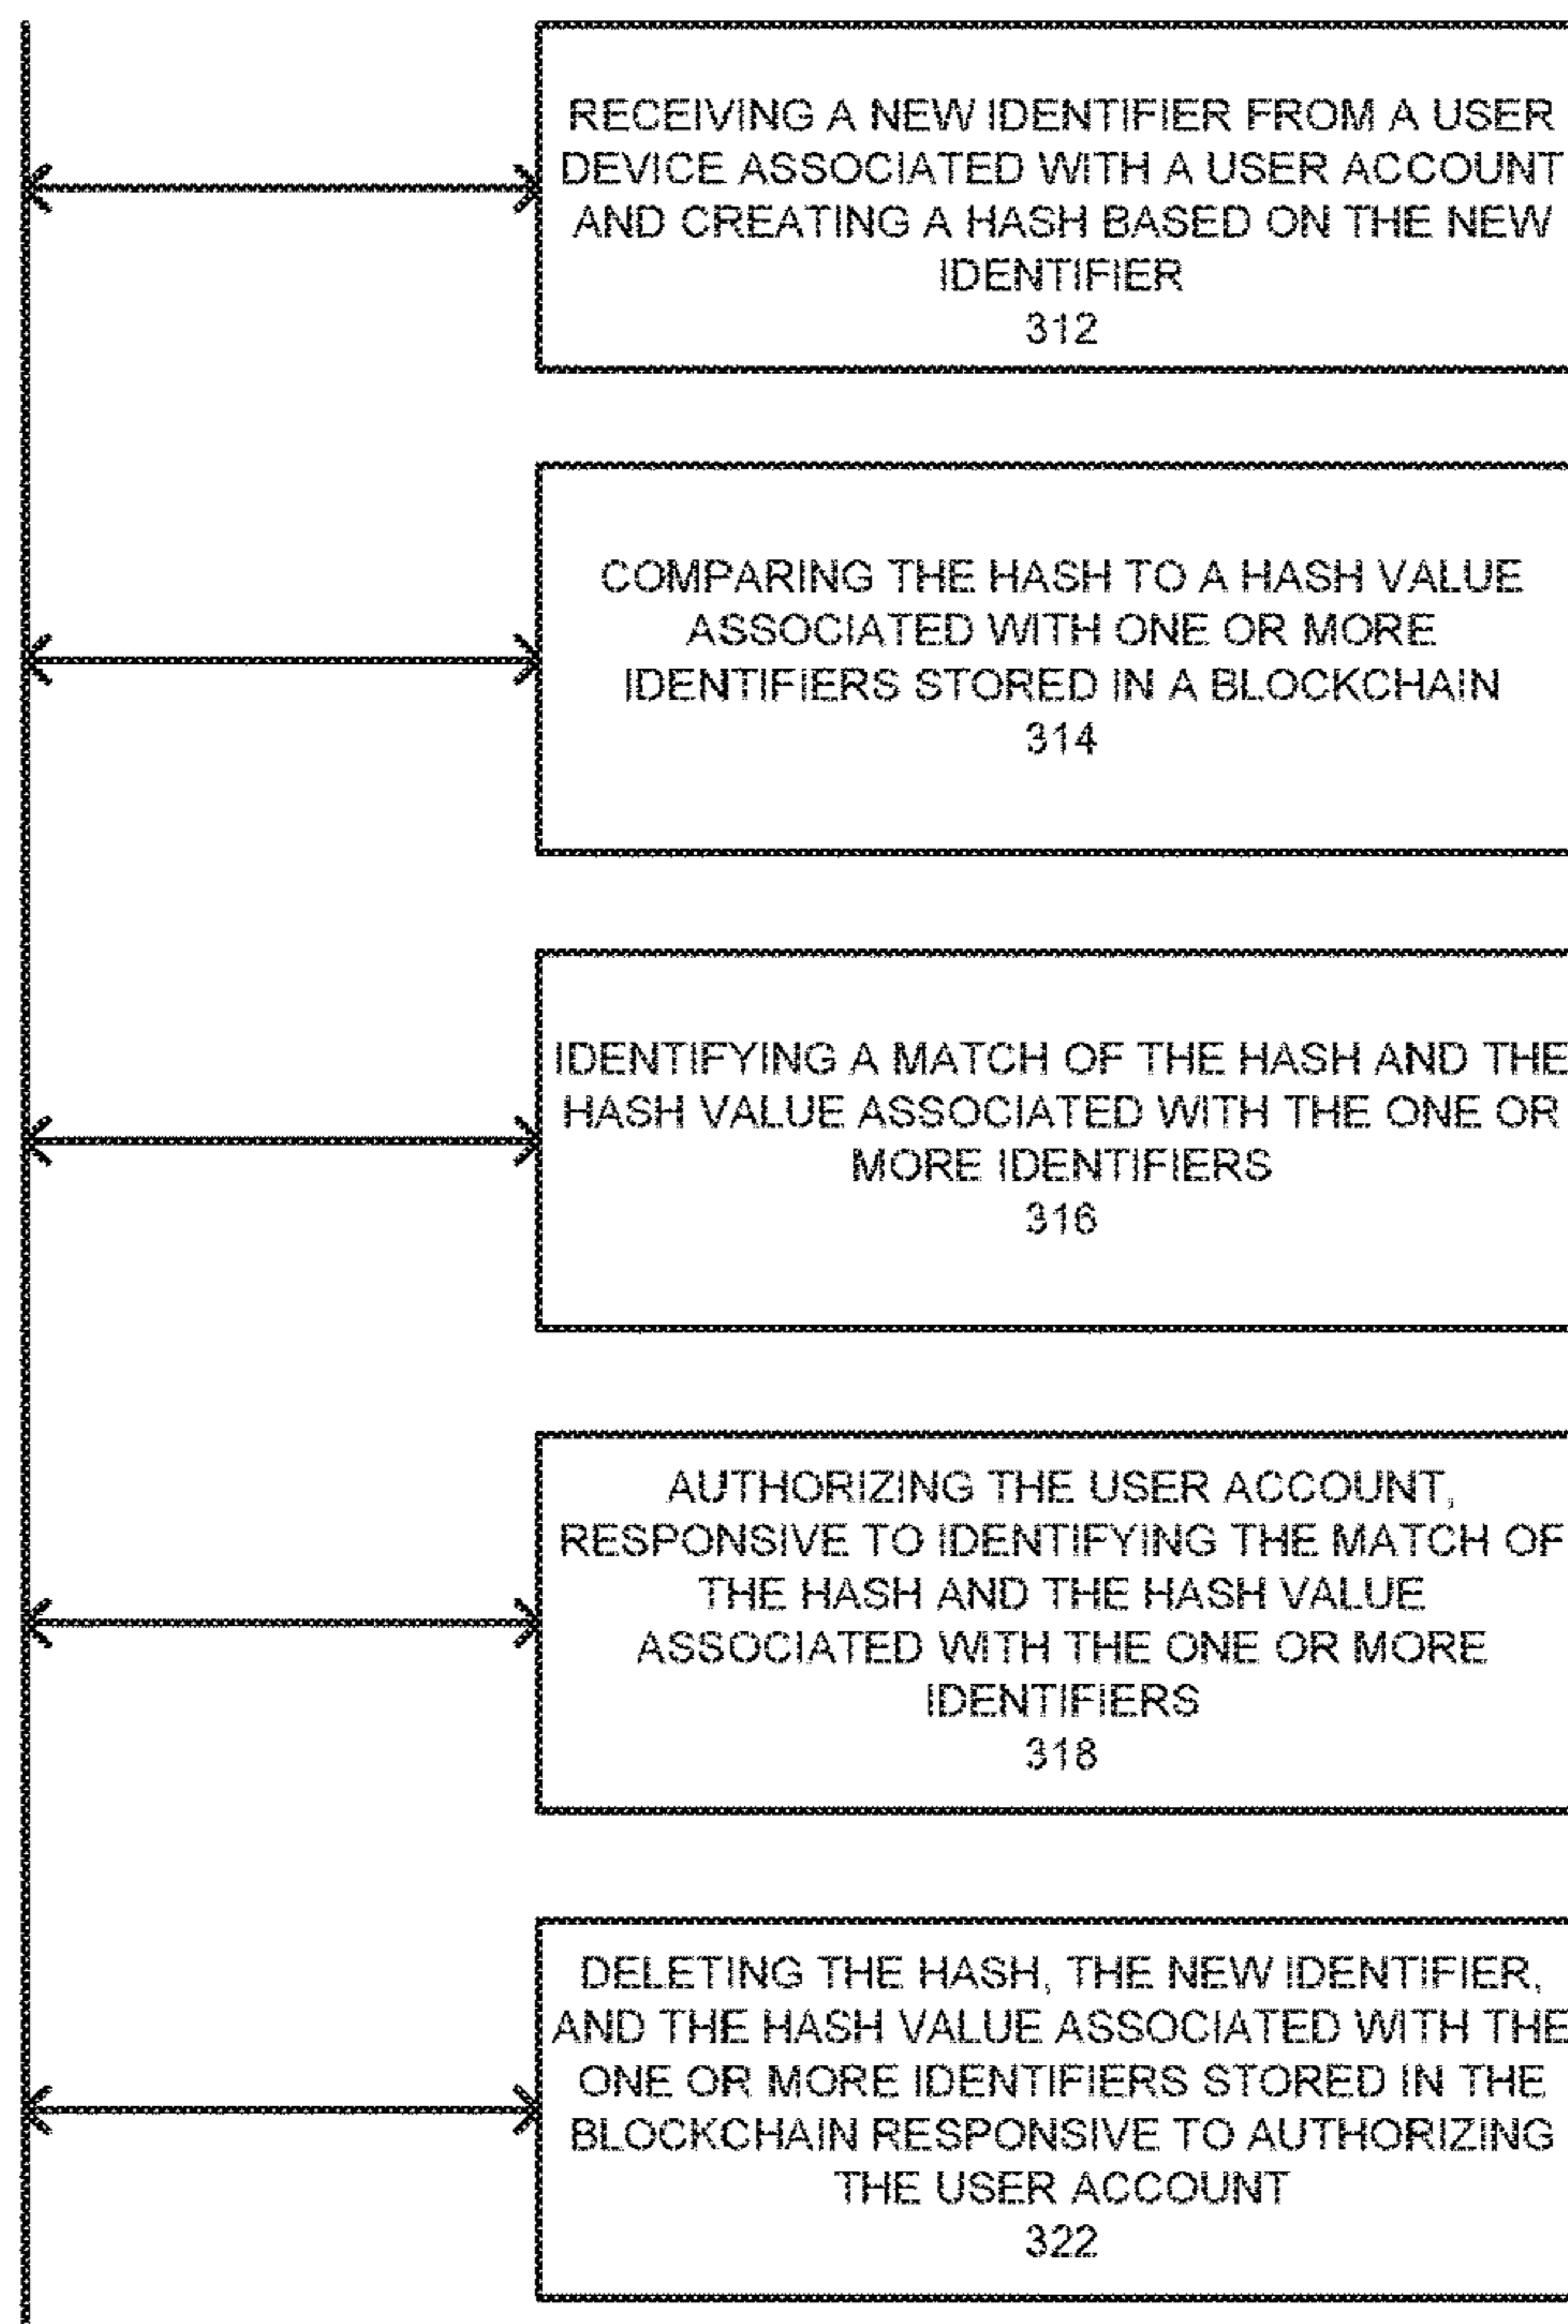 RECEIVING A NEW IDENTIFIER FROM A USER
DEVICE ASSOCIATED WITH A USER ACCOUNT
AND CREATING A HASH BASED ON THE NEW
IDENTIFIER
312
COMPARING THE HASH TO A HASH VALUE
ASSOCIATED WITH ONE OR MORE
IDENTIFIERS STORED IN A BLOCKCHAIN
314
IDENTIFYING A MATCH OF THE HASH AND THE
HASH VALUE ASSOCIATED WITH THE ONE OR
MORE IDENTIFIERS
316
AUTHORIZING THE USER ACCOUNT,
RESPONSIVE TO IDENTIFYING THE MATCH OF
THE HASH AND THE HASH VALUE
ASSOCIATED WITH THE ONE OR MORE
IDENTIFIERS
318
DELETING THE HASH, THE NEW IDENTIFIER,
AND THE HASH VALUE ASSOCIATED WITH THE
ONE OR MORE IDENTIFIERS STORED IN THE
BLOCKCHAIN RESPONSIVE TO AUTHORIZING
THE USER ACCOUNT
322